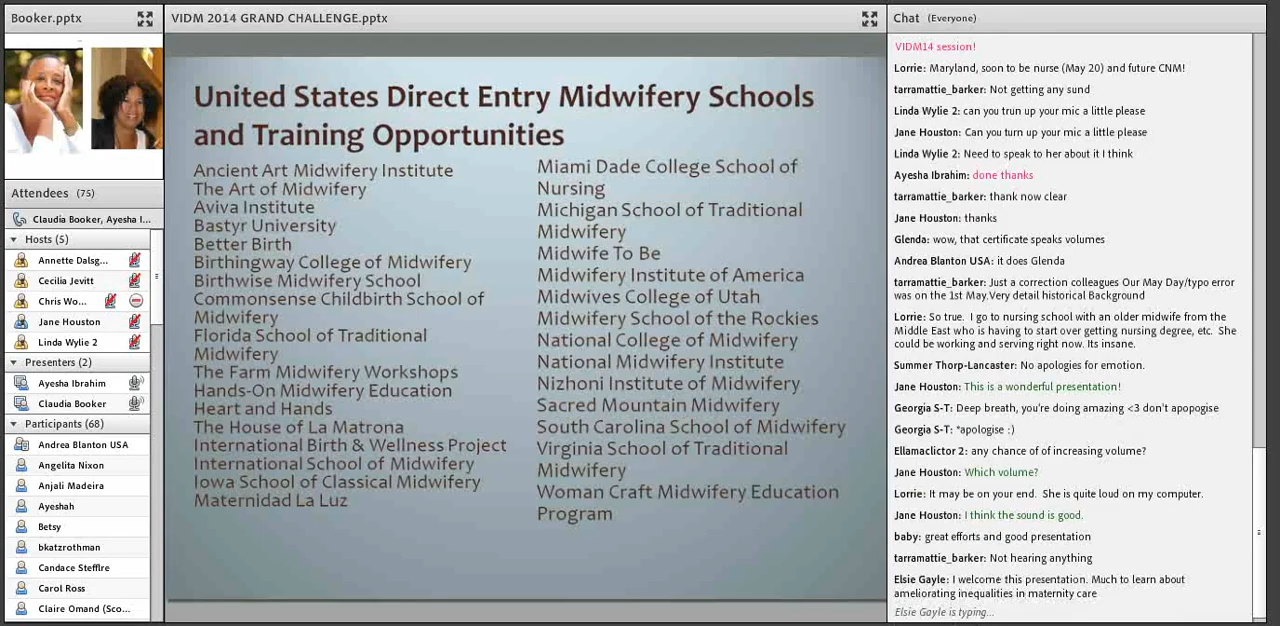 Booker.pptx
Attendees (75)
Claudia Booker, Ayesha I...
Hosts (5)
Annette Dalsg...
Cecilia Jevitt
Chris Wo...
Jane Houston
Linda Wylie 2
Presenters (2)
Ayesha Ibrahim
Claudia Booker
Participants (68)
Andrea Blanton USA
Angelita Nixon
Anjali Madeira
Ayeshah
Betsy
bkatzrothman
Candace Steffire
Carol Ross
Claire Omand (Sco...
VIDM 2014 GRAND CHALLENGE.pptx
United States Direct Entry Midwifery Schools
and Training Opportunities
Ancient Art Midwifery Institute
The Art of Midwifery
Aviva Institute
Bastyr University
Better Birth
Birthingway College of Midwifery
Birthwise Midwifery School
Commonsense Childbirth School of
Midwifery
Florida School of Traditional
Midwifery
The Farm Midwifery Workshops
Hands-On Midwifery Education
Heart and Hands
The House of La Matrona
International Birth & Wellness Project
International School of Midwifery
Iowa School of Classical Midwifery
Maternidad La Luz
Miami Dade College School of
Nursing
Michigan School of Traditional
Midwifery
Midwife To Be
Midwifery Institute of America
Midwives College of Utah
Midwifery School of the Rockies
National College of Midwifery
National Midwifery Institute
Nizhoni Institute of Midwifery
Sacred Mountain Midwifery
South Carolina School of Midwifery
Virginia School of Traditional
Midwifery
Woman Craft Midwifery Education
Program
Chat (Everyone)
VIDM14 session!
Lorrie: Maryland, soon to be nurse (May 20) and future CNM!
tarramattie_barker: Not getting any sund
Linda Wylie 2: can you trun up your mic a little please
Jane Houston: Can you turn up your mic a little please
Linda Wylie 2: Need to speak to her about it I think
Ayesha Ibrahim: done thanks
tarramattie_barker: thank now clear
Jane Houston: thanks
Glenda: wow, that certificate speaks volumes
Andrea Blanton USA: it does Glenda
tarramattie_barker: Just a correction colleagues Our May Day/typo error
was on the 1st May.Very detail historical Background
Lorrie: So true. I go to nursing school with an older midwife from the
Middle East who is having to start over getting nursing degree, etc. She
could be working and serving right now. Its insane.
Summer Thorp-Lancaster: No apologies for emotion.
Jane Houston: This is a wonderful presentation!
Georgia S-T: Deep breath, you're doing amazing <3 don't apopogise
Georgia S-T: *apologise :)
Ellamaclictor 2: any chance of of increasing volume?
Jane Houston: Which volume?
Lorrie: It may be on your end. She is quite loud on my computer.
Jane Houston: I think the sound is good.
baby: great efforts and good presentation
tarramattie_barker: Not hearing anything
Elsie Gayle: I welcome this presentation. Much to learn about
ameliorating inequalities in maternity care
Elsie Gayle is typing...